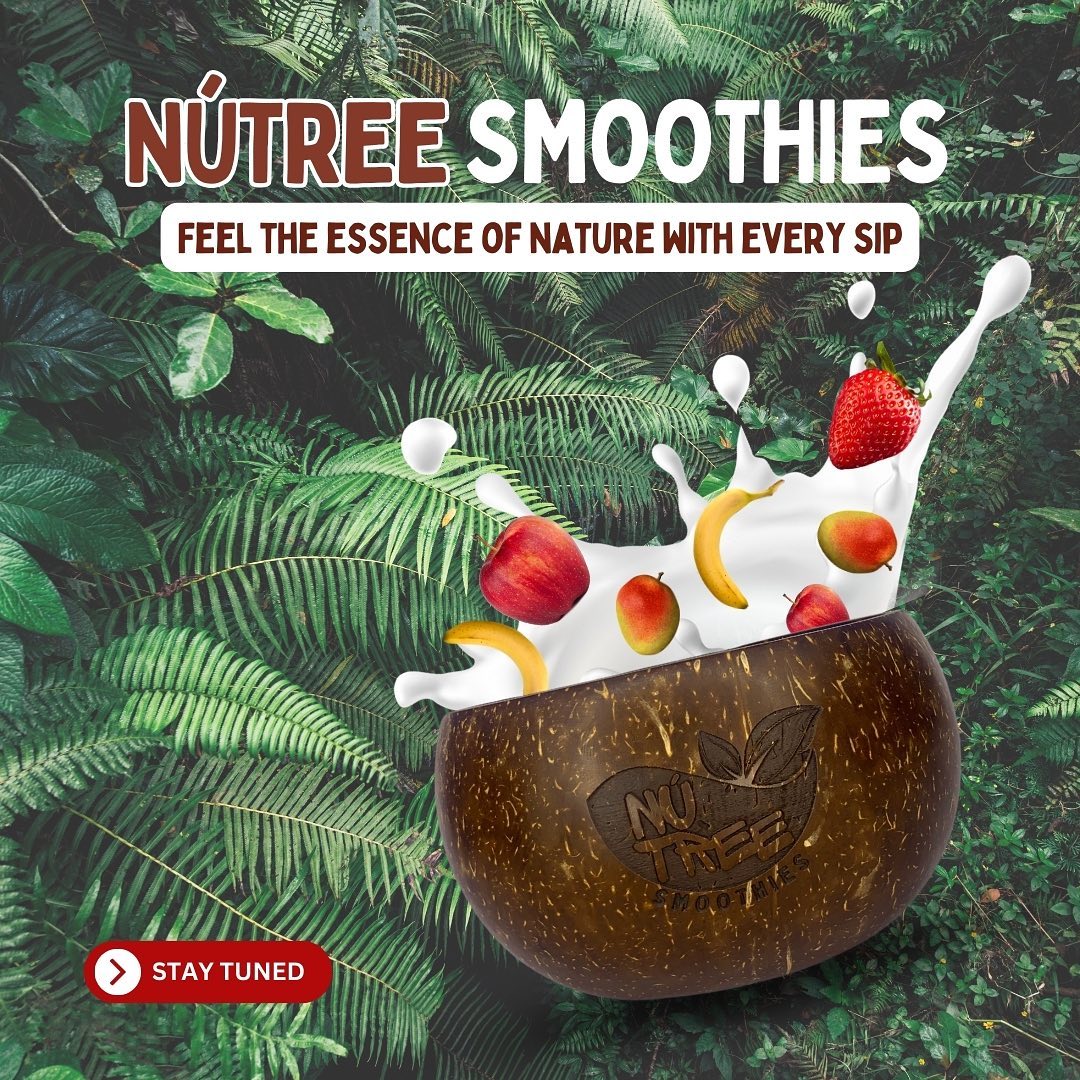 NÚTREE SMOOTHIES
FEEL THE ESSENCE OF NATURE WITH EVERY SIP
NÚ
TREE
SMOOTHIES
STAY TUNED